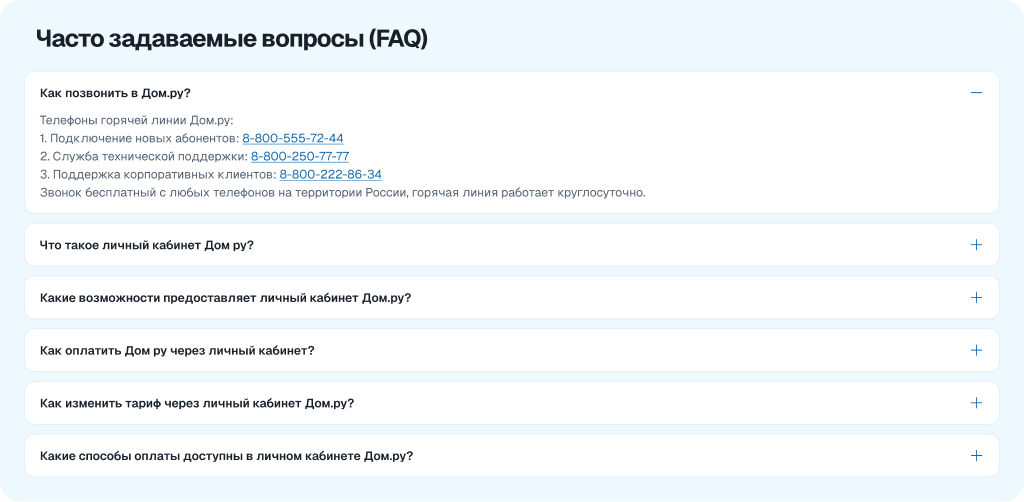 Часто задаваемые вопросы (FAQ)
Как позвонить в Дом.ру?
Телефоны горячей линии Дом.ру:
1. Подключение новых абонентов: 8-800-555-72-44
2. Служба технической поддержки: 8-800-250-77-77
3. Поддержка корпоративных клиентов: 8-800-222-86-34
Звонок бесплатный с любых телефонов на территории России, горячая линия работает круглосуточно.
Что такое личный кабинет Дом ру?
Какие возможности предоставляет личный кабинет Дом.ру?
Как оплатить Дом ру через личный кабинет?
Как изменить тариф через личный кабинет Дом.ру?
Какие способы оплаты доступны в личном кабинете Дом.ру?